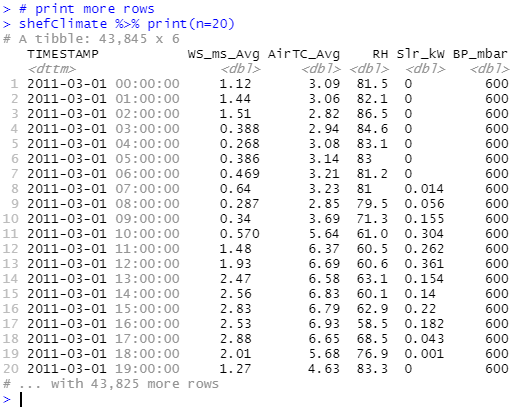 > # print more rows
> shefClimate %>% print(n=20)
# A tibble: 43,845 x 6
   TIMESTAMP           WS_ms_Avg AirTC_Avg    RH Slr_kW BP_mbar
   <dttm>                  <dbl>     <dbl> <dbl>  <dbl>   <dbl>
 1 2011-03-01 00:00:00     1.12       3.09  81.5  0         600
 2 2011-03-01 01:00:00     1.44       3.06  82.1  0         600
 3 2011-03-01 02:00:00     1.51       2.82  86.5  0         600
 4 2011-03-01 03:00:00     0.388      2.94  84.6  0         600
 5 2011-03-01 04:00:00     0.268      3.08  83.1  0         600
 6 2011-03-01 05:00:00     0.386      3.14  83    0         600
 7 2011-03-01 06:00:00     0.469      3.21  81.2  0         600
 8 2011-03-01 07:00:00     0.64       3.23  81    0.014     600
 9 2011-03-01 08:00:00     0.287      2.85  79.5  0.056     600
10 2011-03-01 09:00:00     0.34       3.69  71.3  0.155     600
11 2011-03-01 10:00:00     0.570      5.64  61.0  0.304     600
12 2011-03-01 11:00:00     1.48       6.37  60.5  0.262     600
13 2011-03-01 12:00:00     1.93       6.69  60.6  0.361     600
14 2011-03-01 13:00:00     2.47       6.58  63.1  0.154     600
15 2011-03-01 14:00:00     2.56       6.83  60.1  0.14      600
16 2011-03-01 15:00:00     2.83       6.79  62.9  0.22      600
17 2011-03-01 16:00:00     2.53       6.93  58.5  0.182     600
18 2011-03-01 17:00:00     2.88       6.65  68.5  0.043     600
19 2011-03-01 18:00:00     2.01       5.68  76.9  0.001     600
20 2011-03-01 19:00:00     1.27       4.63  83.3  0         600
# ... with 43,825 more rows
>